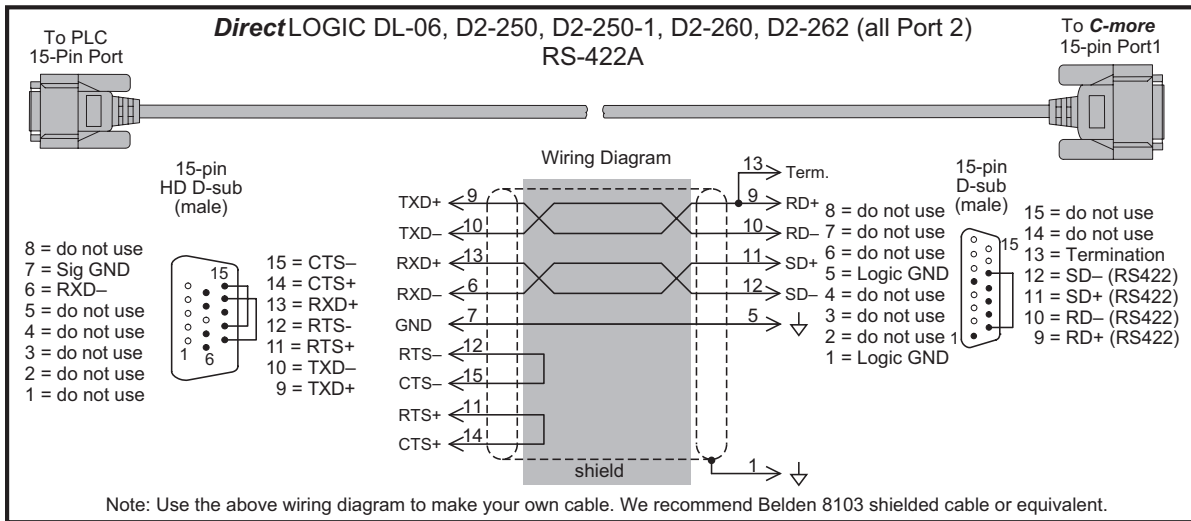 DirectLOGIC DL-06, D2-250, D2-250-1, D2-260, D2-262 (all Port 2)
RS-422A
To PLC
15-Pin Port
To C-more
15-pin Port1
15-pin
HD D-sub
(male)
8 = do not use
7 = Sig GND
6 = RXD–
5 = do not use
4 = do not use
3 = do not use
2 = do not use
1 = do not use
15
1
6
15 = CTS–
14 = CTS+
13 = RXD+
12 = RTS-
11 = RTS+
10 = TXD–
9 = TXD+
Wiring Diagram
13 Term.
TXD+ 9 9 RD+
TXD– 10 10 RD–
RXD+ 13 11 SD+
RXD– 6 12 SD–
GND 7 5
RTS– 12
CTS– 15
RTS+ 11
CTS+ 14
shield
1
8 = do not use
7 = do not use
6 = do not use
5 = Logic GND
4 = do not use
3 = do not use
2 = do not use
1 = Logic GND
15-pin
D-sub
(male)
15
1
15 = do not use
14 = do not use
13 = Termination
12 = SD– (RS422)
11 = SD+ (RS422)
10 = RD– (RS422)
9 = RD+ (RS422)
Note: Use the above wiring diagram to make your own cable. We recommend Belden 8103 shielded cable or equivalent.